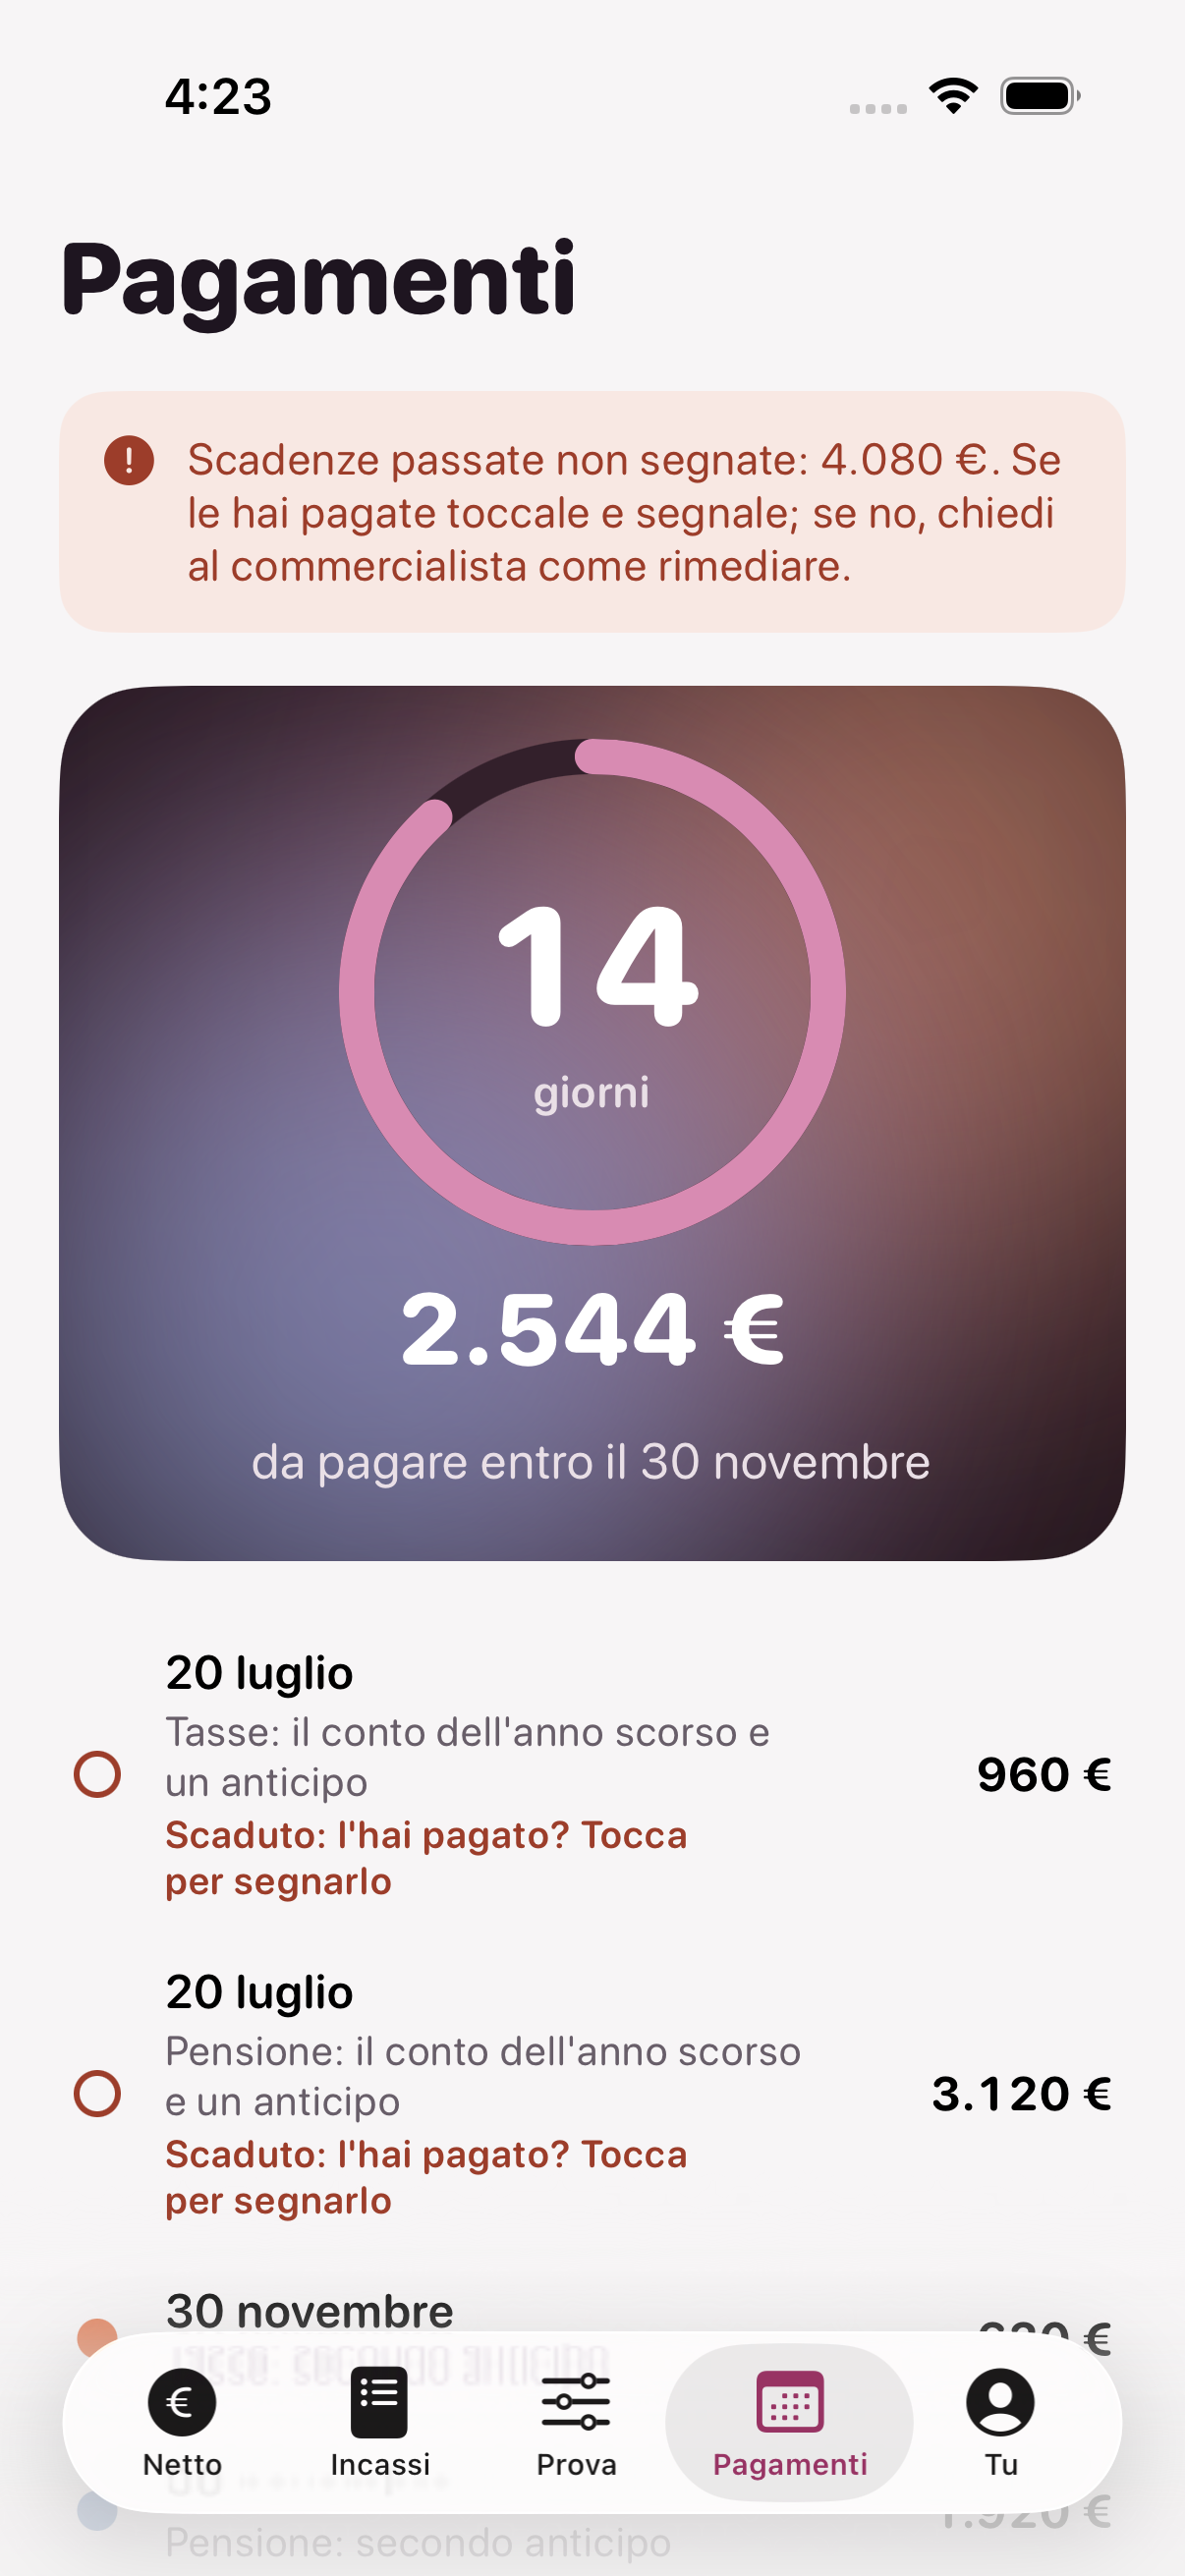 4:23
Pagamenti
Scadenze passate non segnate: 4.080 €. Se
le hai pagate toccale e segnale; se no, chiedi
al commercialista come rimediare.
14
giorni
2.544 €
da pagare entro il 30 novembre
20 luglio
Tasse: il conto dell'anno scorso e
un anticipo
960 €
Scaduto: l'hai pagato? Tocca
per segnarlo
20 luglio
Pensione: il conto dell'anno scorso
e un anticipo
3.120 €
Scaduto: l'hai pagato? Tocca
per segnarlo
30 novembre
€
Netto
Incassi
Prova
Pagamenti
Tu
1.920 €
Pensione: secondo anticipo